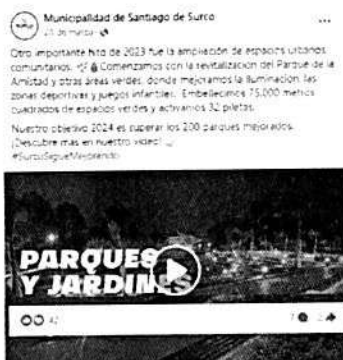 Municipalidad de Santiago de Surco
de marzo
Otro importante hito de 2023 fue la ampliación de espacios urbanos
comunitarios. Comenzamos con la revitalización del Parque de la
Amistad y otras áreas verdes, donde mejoramos la iluminación, las
zonas deportivas y juegos infantiles. Embellecimos 75,000 metros
cuadrados de espacios verdes y activamos 32 piletas.
Nuestro objetivo 2024 es superar los 200 parques mejorados.
¡Descubre más en nuestro video!
#SurcoSigueMejorando
PARQUES
Y JARDINES
42